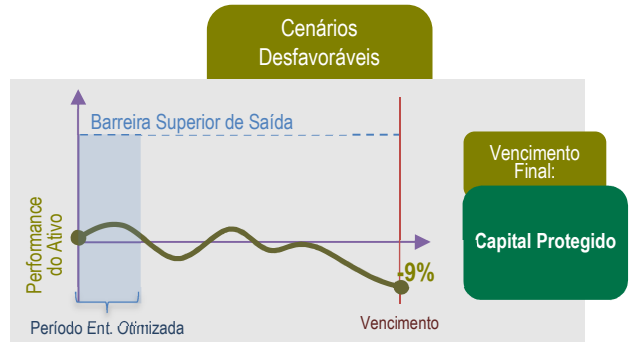 Cenários
Desfavoráveis
Barreira Superior de Saída
Performance
do Ativo
-9%
Período Ent. Otimizada
Vencimento
Vencimento
Final:
Capital Protegido